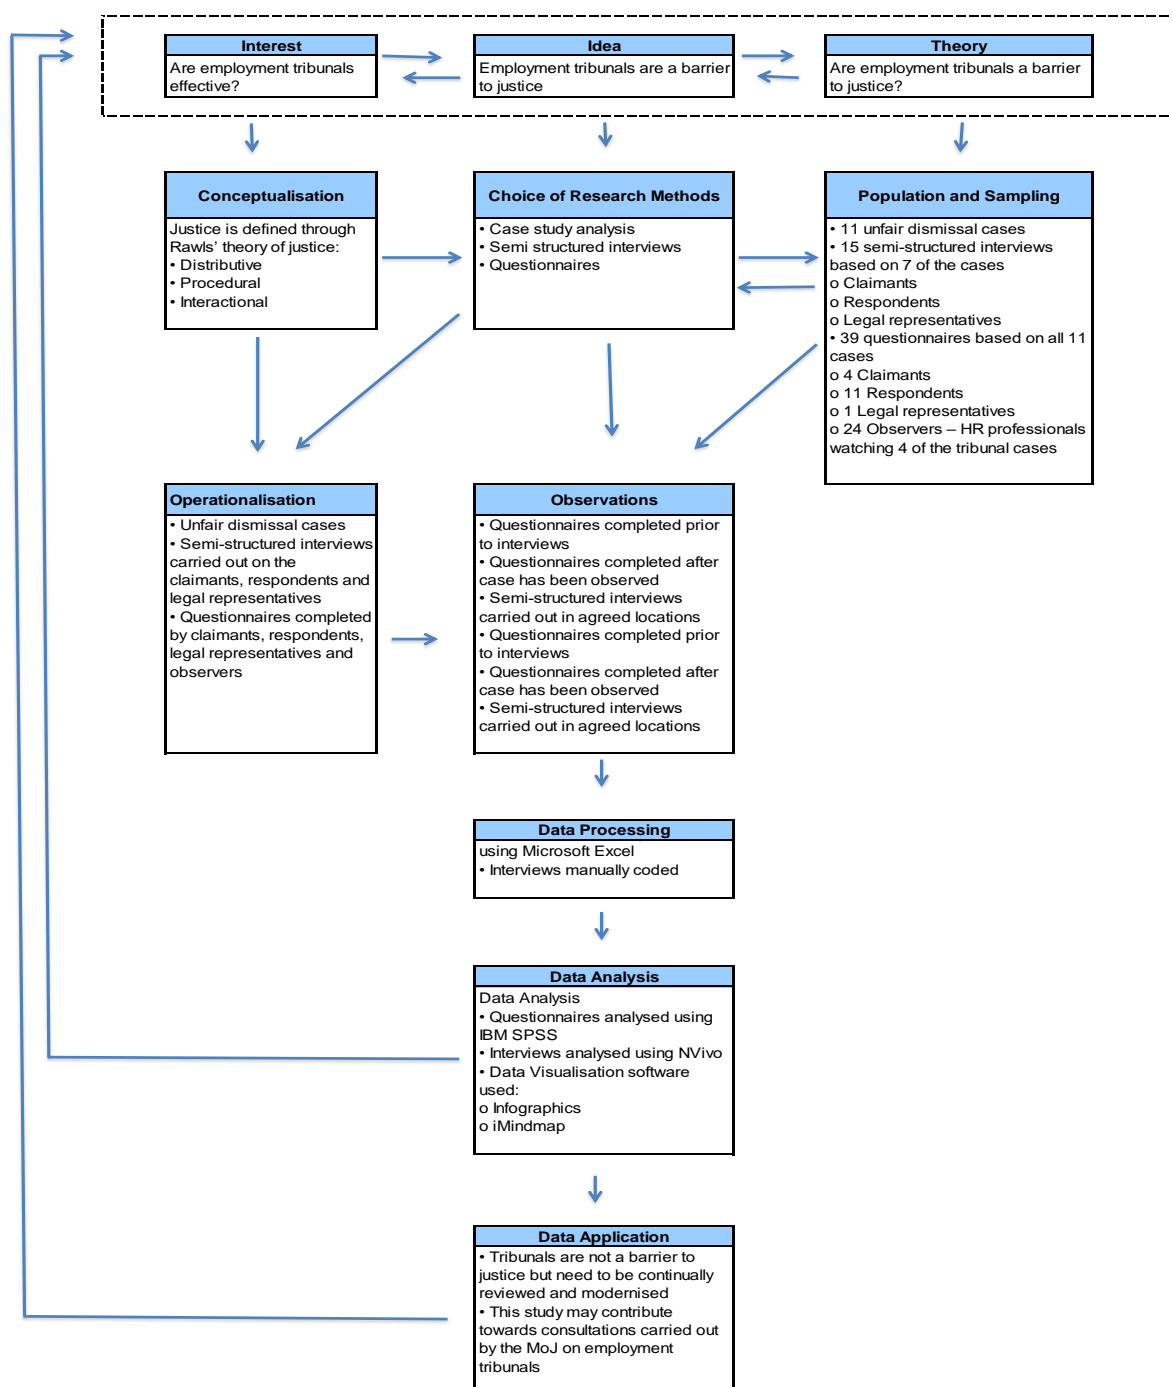 Interest
Are employment tribunals
effective?
Idea
Employment tribunals are a barrier
to justice
Theory
Are employment tribunals a barrier
to justice?
Conceptualisation
Justice is defined through
Rawls' theory of justice:
• Distributive
• Procedural
• Interactional
Choice of Research Methods
• Case study analysis
• Semi structured interviews
• Questionnaires
Population and Sampling
• 11 unfair dismissal cases
• 15 semi-structured interviews
based on 7 of the cases
o Claimants
o Respondents
o Legal representatives
• 39 questionnaires based on all 11
cases
o 4 Claimants
o 11 Respondents
o 1 Legal representatives
o 24 Observers – HR professionals
watching 4 of the tribunal cases
Operationalisation
• Unfair dismissal cases
• Semi-structured interviews
carried out on the
claimants, respondents and
legal representatives
• Questionnaires completed
by claimants, respondents,
legal representatives and
observers
Observations
• Questionnaires completed prior
to interviews
• Questionnaires completed after
case has been observed
• Semi-structured interviews
carried out in agreed locations
• Questionnaires completed prior
to interviews
• Questionnaires completed after
case has been observed
• Semi-structured interviews
carried out in agreed locations
Data Processing
using Microsoft Excel
• Interviews manually coded
Data Analysis
Data Analysis
• Questionnaires analysed using
IBM SPSS
• Interviews analysed using NVivo
• Data Visualisation software
used:
o Infographics
o iMindmap
Data Application
• Tribunals are not a barrier to
justice but need to be continually
reviewed and modernised
• This study may contribute
towards consultations carried out
by the MoJ on employment
tribunals